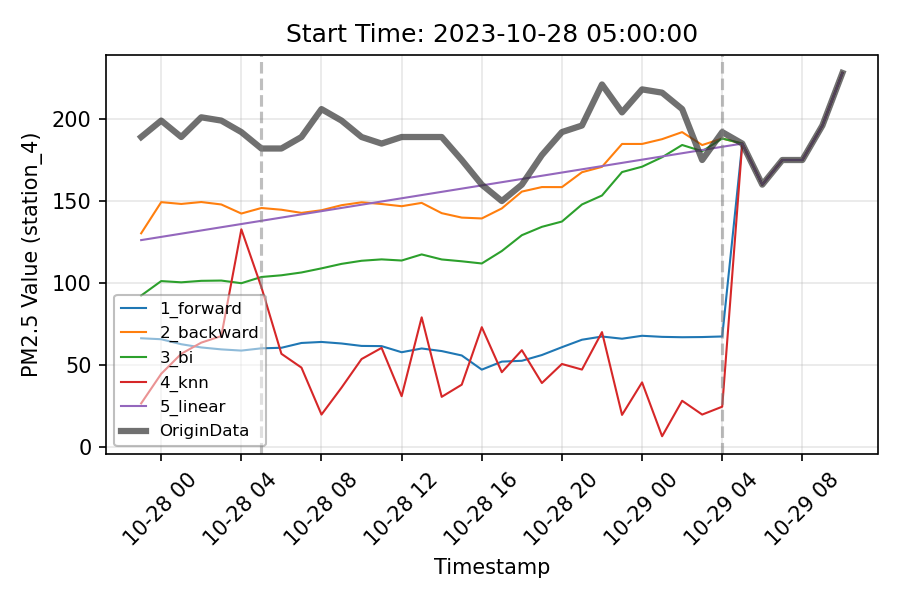 Start Time: 2023-10-28 05:00:00
PM2.5 Value (station_4)
200
150
100
50
0
1_forward
2_backward
3_bi
4_knn
5_linear
OriginData
10-28 00
10-28 04
10-28 08
10-28 12
10-28 16
10-28 20
10-29 00
10-29 04
10-29 08
Timestamp